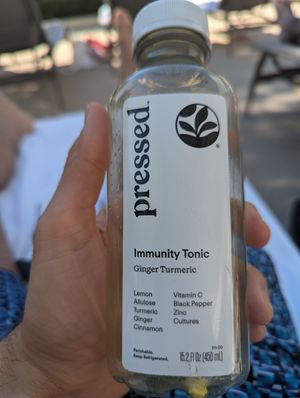 pressed.
Immunity Tonic
Ginger Turmeric
Lemon
Allulose
Turmeric
Ginger
Cinnamon
Vitamin C
Black Pepper
Zinc
Cultures
Perishable.
Keep Refrigerated.
15.2 Fl Oz (450 mL)